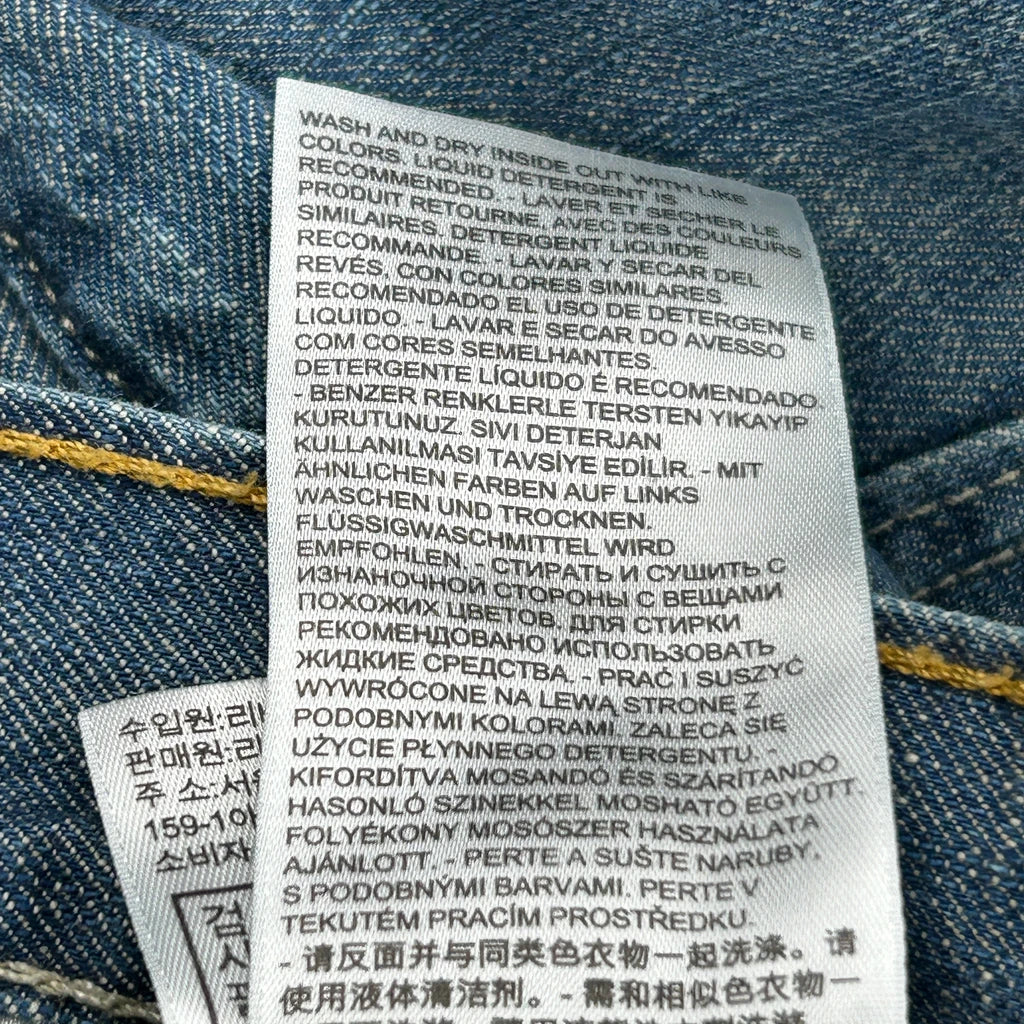 WASH AND DRY INSIDE OUT WITH LIKE
COLORS. LIQUID DETERGENT IS
RECOMMENDED. - LAVER ET SECHER LE
PRODUIT RETOURNE, AVEC DES COULEURS
SIMILAIRES, DETERGENT LIQUIDE
RECOMMANDE. - LAVAR Y SECAR DEL
REVÉS, CON COLORES SIMILARES.
RECOMENDADO EL USO DE DETERGENTE
LIQUIDO. - LAVAR E SECAR DO AVESSO
COM CORES SEMELHANTES.
DETERGENTE LÍQUIDO É RECOMENDADO.
- BENZER RENKLERLE TERSTEN YIKAYIP
KURUTUNUZ. SIVI DETERJAN
KULLANILMASI TAVSİYE EDİLİR. - MIT
ÄHNLICHEN FARBEN AUF LINKS
WASCHEN UND TROCKNEN.
FLÜSSIGWASCHMITTEL WIRD
EMPFOHLEN. - СТИРАТЬ И СУШИТЬ С
ИЗНАНОЧНОЙ СТОРОНЫ С ВЕЩАМИ
ПОХОЖИХ ЦВЕТОВ. ДЛЯ СТИРКИ
РЕКОМЕНДОВАНО ИСПОЛЬЗОВАТЬ
ЖИДКИЕ СРЕДСТВА. - PRAĆ I SUSZYĆ
WYWRÓCONE NA LEWĄ STRONĘ Z
PODOBNYMI KOLORAMI. ZALECA SIĘ
UŻYCIE PŁYNNEGO DETERGENTU. -
KIFORDÍTVA MOSANDÓ ÉS SZÁRÍTANDÓ
HASONLÓ SZINEKKEL MOSHATÓ EGYÜTT.
FOLYÉKONY MOSÓSZER HASZNÁLATA
AJÁNLOTT. - PERTE A SUŠTE NARUBY,
S PODOBNÝMI BARVAMI. PERTE V
TEKUTÉM PRACÍM PROSTŘEDKU.
- 请反面并与同类色衣物一起洗涤。请
使用液体清洁剂。- 需和相似色衣物一
수입원:리
판매원:리
주 소:서
159-1
소비자
검